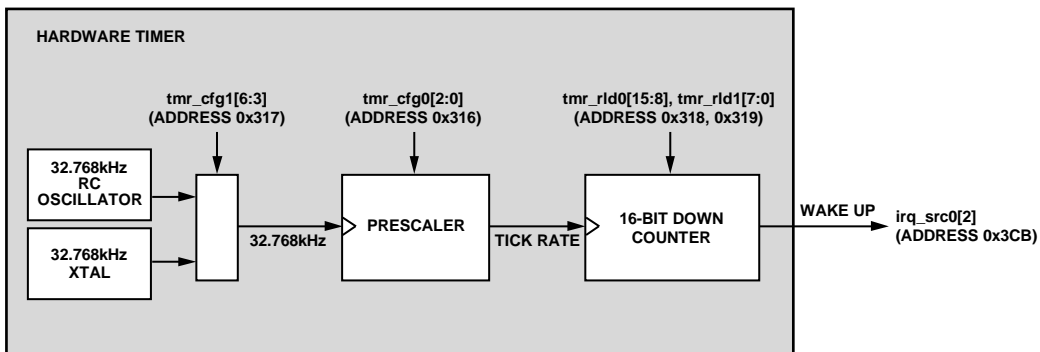 HARDWARE TIMER
tmr_cfg1[6:3]
(ADDRESS 0x317)
tmr_cfg0[2:0]
(ADDRESS 0x316)
tmr_rld0[15:8], tmr_rld1[7:0]
(ADDRESS 0x318, 0x319)
32.768kHz
RC
OSCILLATOR
32.768kHz
XTAL
32.768kHz
PRESCALER
TICK RATE
16-BIT DOWN
COUNTER
WAKE UP
irq_src0[2]
(ADDRESS 0x3CB)